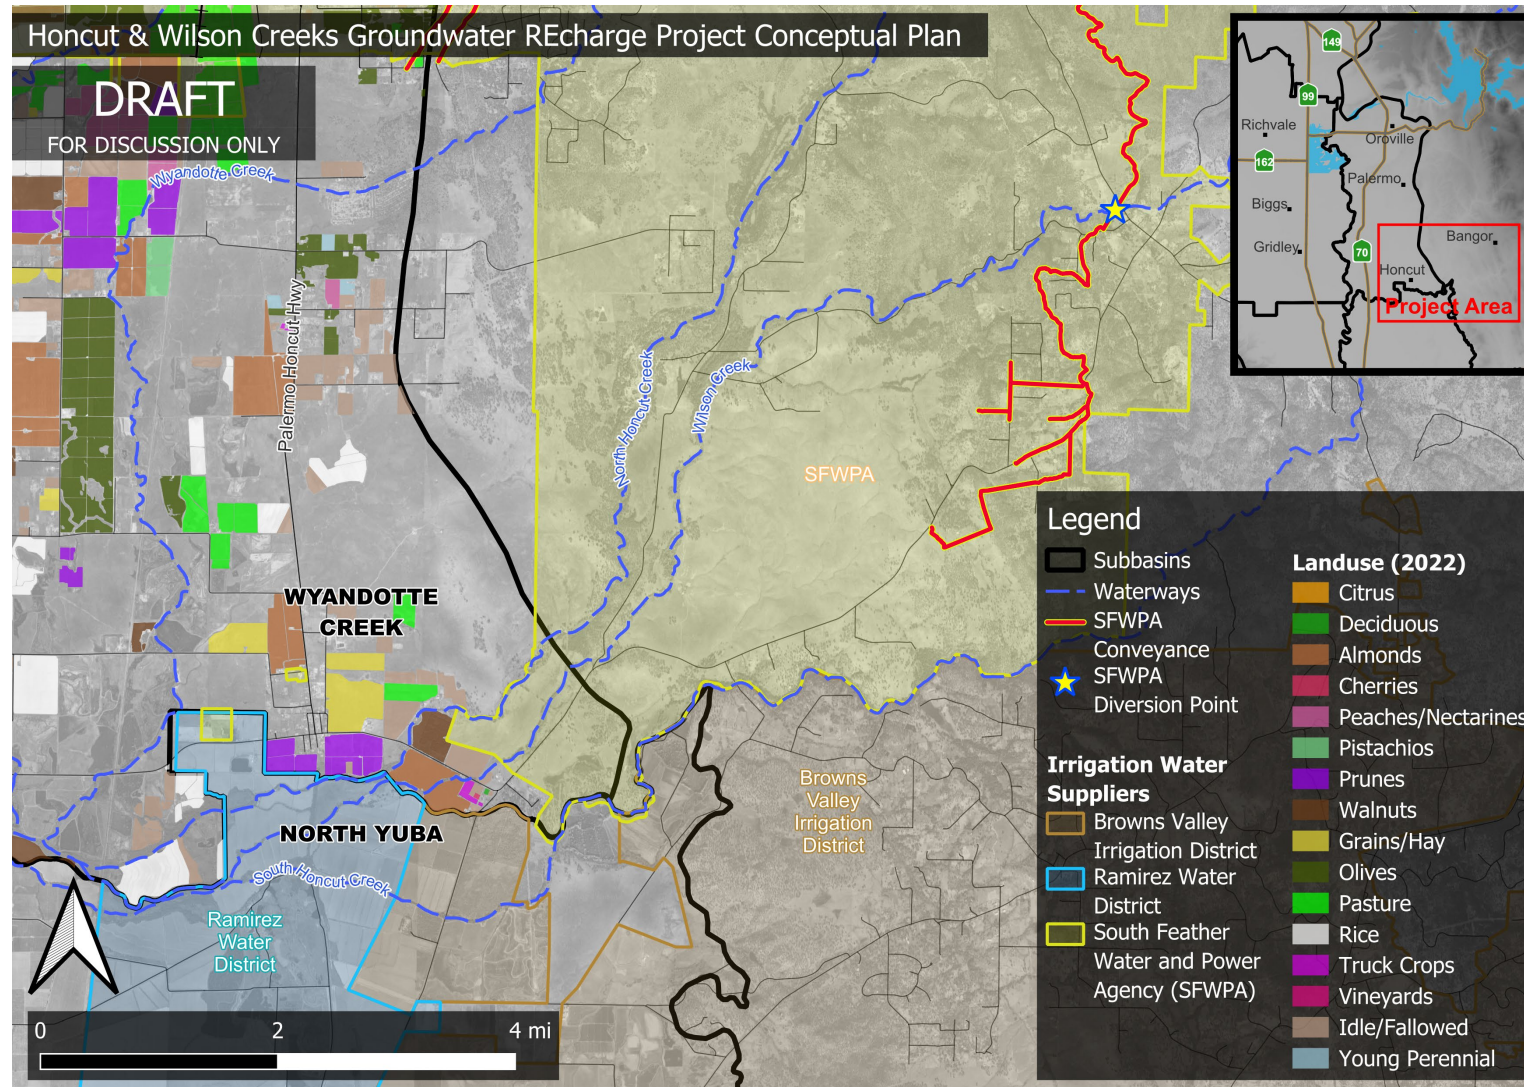 Honcut & Wilson Creeks Groundwater REcharge Project Conceptual Plan
DRAFT
FOR DISCUSSION ONLY
Wyandotte Creek
Palermo Honcut Hwy
North Honcut Creek
Wilson Creek
SFWPA
WYANDOTTE
CREEK
NORTH YUBA
South Honcut Creek
Ramirez
Water
District
Browns
Valley
Irrigation
District
0 2 4 mi
149
99
Richvale
Oroville
162
Palermo
Biggs
Gridley
70
Bangor
Honcut
Project Area
Legend
Subbasins
Waterways
SFWPA
Conveyance
SFWPA
Diversion Point
Irrigation Water
Suppliers
Browns Valley
Irrigation District
Ramirez Water
District
South Feather
Water and Power
Agency (SFWPA)
Landuse (2022)
Citrus
Deciduous
Almonds
Cherries
Peaches/Nectarines
Pistachios
Prunes
Walnuts
Grains/Hay
Olives
Pasture
Rice
Truck Crops
Vineyards
Idle/Fallowed
Young Perennial